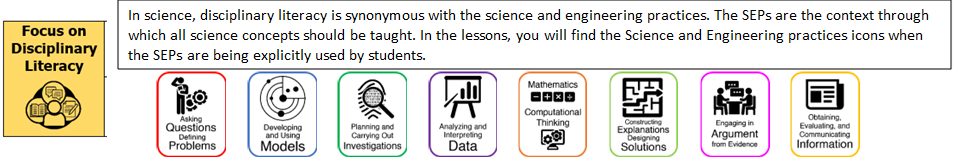 Focus on
Disciplinary
Literacy
In science, disciplinary literacy is synonymous with the science and engineering practices. The SEPs are the context through
which all science concepts should be taught. In the lessons, you will find the Science and Engineering practices icons when
the SEPs are being explicitly used by students.
Asking
Questions
Defining
Problems
Developing
and Using
Models
Planning and
Carrying Out
Investigations
Analyzing and
Interpreting
Data
Mathematics
Computational
Thinking
Constructing
Explanations
Designing
Solutions
Engaging in
Argument
from Evidence
Obtaining,
Evaluating, and
Communicating
Information